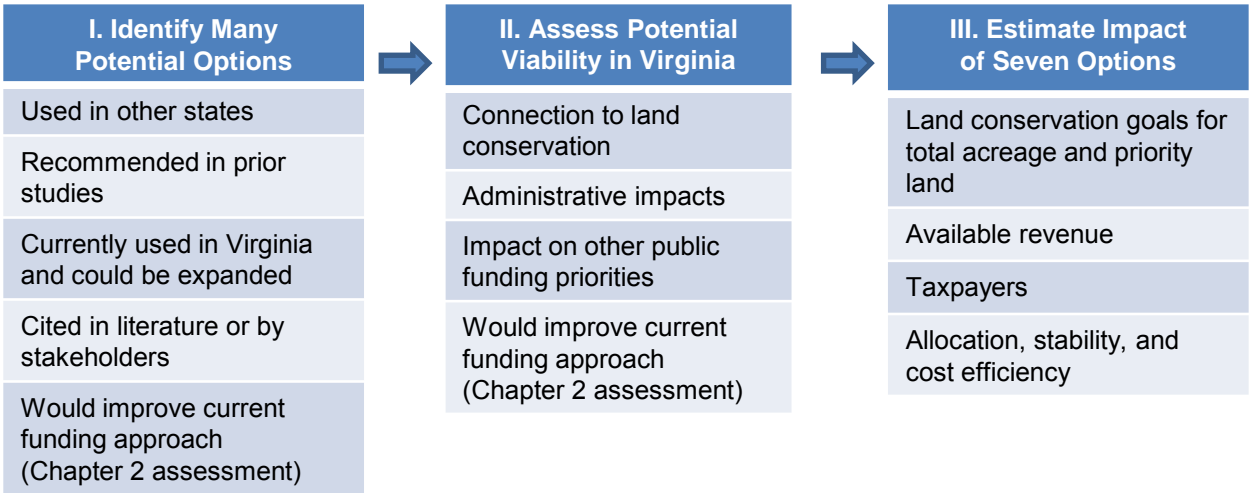 I. Identify Many
Potential Options
Used in other states
Recommended in prior
studies
Currently used in Virginia
and could be expanded
Cited in literature or by
stakeholders
Would improve current
funding approach
(Chapter 2 assessment)
II. Assess Potential
Viability in Virginia
Connection to land
conservation
Administrative impacts
Impact on other public
funding priorities
Would improve current
funding approach
(Chapter 2 assessment)
III. Estimate Impact
of Seven Options
Land conservation goals for
total acreage and priority
land
Available revenue
Taxpayers
Allocation, stability, and
cost efficiency